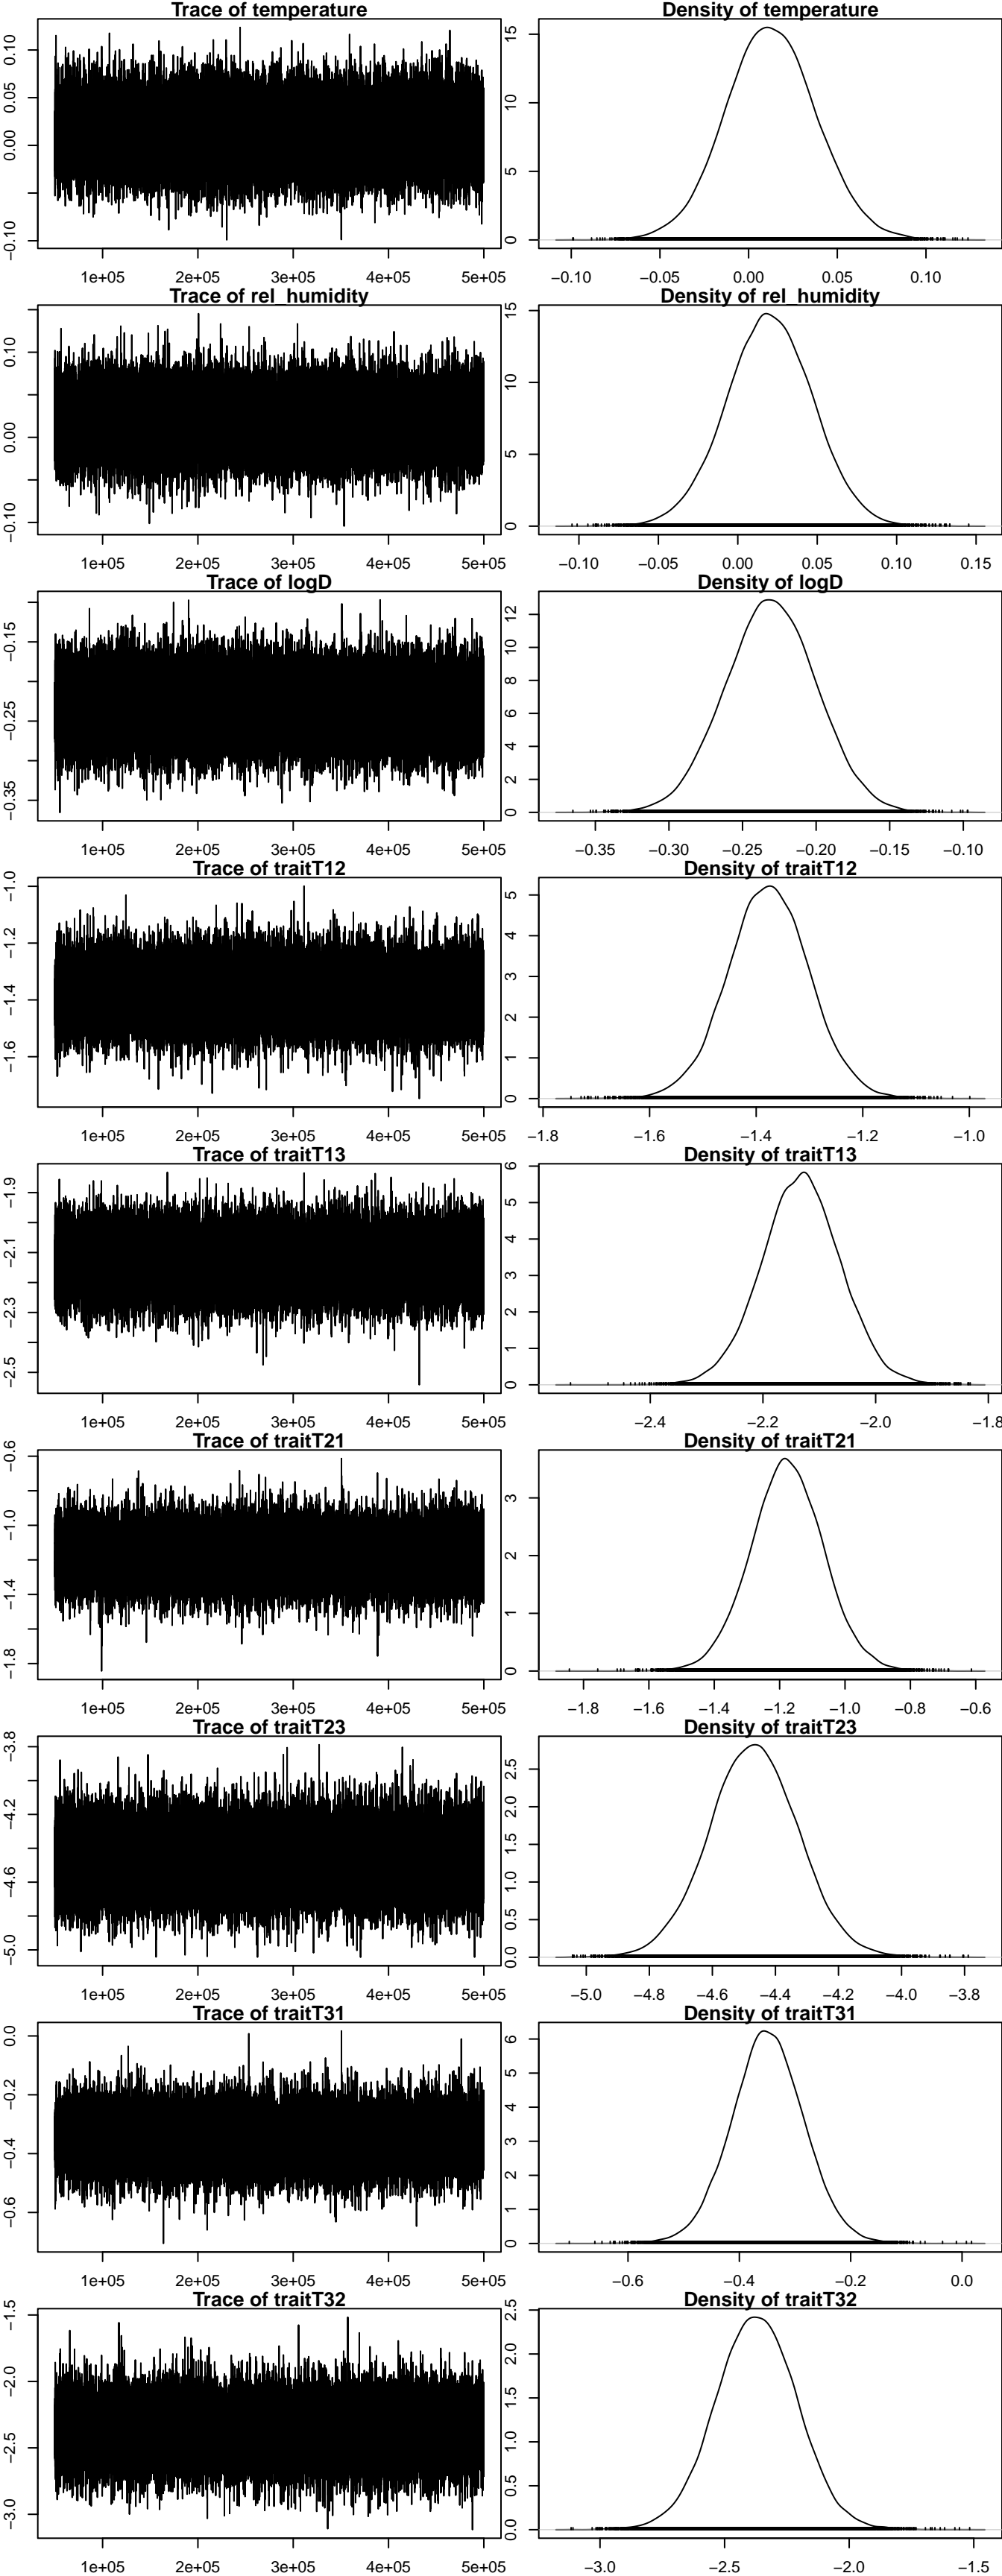 Trace of temperature
Density of temperature
0.10
0.05
0.00
−0.10
1e+05 2e+05 3e+05 4e+05 5e+05
15
10
5
0
−0.10 −0.05 0.00 0.05 0.10
Trace of rel_humidity
Density of rel_humidity
0.10
0.00
−0.10
1e+05 2e+05 3e+05 4e+05 5e+05
15
10
5
0
−0.10 −0.05 0.00 0.05 0.10 0.15
Trace of logD
Density of logD
−0.15
−0.25
−0.35
1e+05 2e+05 3e+05 4e+05 5e+05
12
10
8
6
4
2
0
−0.35 −0.30 −0.25 −0.20 −0.15 −0.10
Trace of traitT12
Density of traitT12
−1.0
−1.2
−1.4
−1.6
1e+05 2e+05 3e+05 4e+05 5e+05
5
4
3
2
1
0
−1.8 −1.6 −1.4 −1.2 −1.0
Trace of traitT13
Density of traitT13
−1.9
−2.1
−2.3
−2.5
1e+05 2e+05 3e+05 4e+05 5e+05
6
5
4
3
2
1
0
−2.4 −2.2 −2.0 −1.8
Trace of traitT21
Density of traitT21
−0.6
−1.0
−1.4
−1.8
1e+05 2e+05 3e+05 4e+05 5e+05
3
2
1
0
−1.8 −1.6 −1.4 −1.2 −1.0 −0.8 −0.6
Trace of traitT23
Density of traitT23
−3.8
−4.2
−4.6
−5.0
1e+05 2e+05 3e+05 4e+05 5e+05
2.5
2.0
1.5
1.0
0.5
0.0
−5.0 −4.8 −4.6 −4.4 −4.2 −4.0 −3.8
Trace of traitT31
Density of traitT31
0.0
−0.2
−0.4
−0.6
1e+05 2e+05 3e+05 4e+05 5e+05
6
5
4
3
2
1
0
−0.6 −0.4 −0.2 0.0
Trace of traitT32
Density of traitT32
−1.5
−2.0
−2.5
−3.0
1e+05 2e+05 3e+05 4e+05 5e+05
2.5
2.0
1.5
1.0
0.5
0.0
−3.0 −2.5 −2.0 −1.5